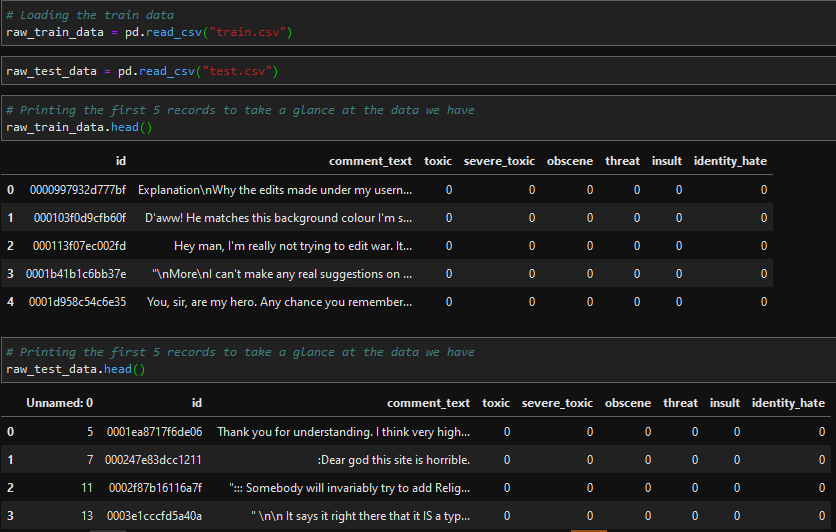 # Loading the train data
raw_train_data = pd.read_csv("train.csv")
raw_test_data = pd.read_csv("test.csv")
# Printing the first 5 records to take a glance at the data we have
raw_train_data.head()
id comment_text toxic severe_toxic obscene threat insult identity_hate
0 0000997932d777bf Explanation\nWhy the edits made under my usern... 0 0 0 0 0 0
1 000103f0d9cfb60f D'aww! He matches this background colour I'm s... 0 0 0 0 0 0
2 000113f07ec002fd Hey man, I'm really not trying to edit war. It... 0 0 0 0 0 0
3 0001b41b1c6bb37e "\nMore\nI can't make any real suggestions on ... 0 0 0 0 0 0
4 0001d958c54c6e35 You, sir, are my hero. Any chance you remember... 0 0 0 0 0 0
# Printing the first 5 records to take a glance at the data we have
raw_test_data.head()
Unnamed: 0 id comment_text toxic severe_toxic obscene threat insult identity_hate
0 5 0001ea8717f6de06 Thank you for understanding. I think very high... 0 0 0 0 0 0
1 7 000247e83dcc1211 :Dear god this site is horrible. 0 0 0 0 0 0
2 11 0002f87b16116a7f "::: Somebody will invariably try to add Relig... 0 0 0 0 0 0
3 13 0003e1cccfd5a40a " \n\n It says it right there that it IS a typ... 0 0 0 0 0 0